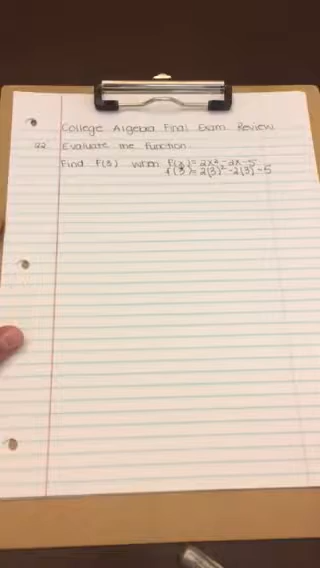 College Algebra Final Exam Review
22 Evaluate the function.
Find f(3) when f(x) = 2x² - 2x - 5
f(3) = 2(3)² - 2(3) - 5